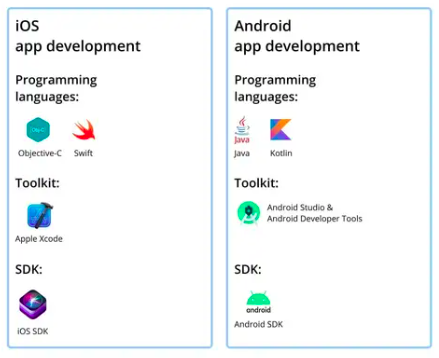 iOS
app development
Programming
languages:
Obj-C
Objective-C
Swift
Toolkit:
Apple Xcode
SDK:
iOS SDK
Android
app development
Programming
languages:
Java
Java
Kotlin
Toolkit:
Android Studio &
Android Developer Tools
SDK:
android
Android SDK